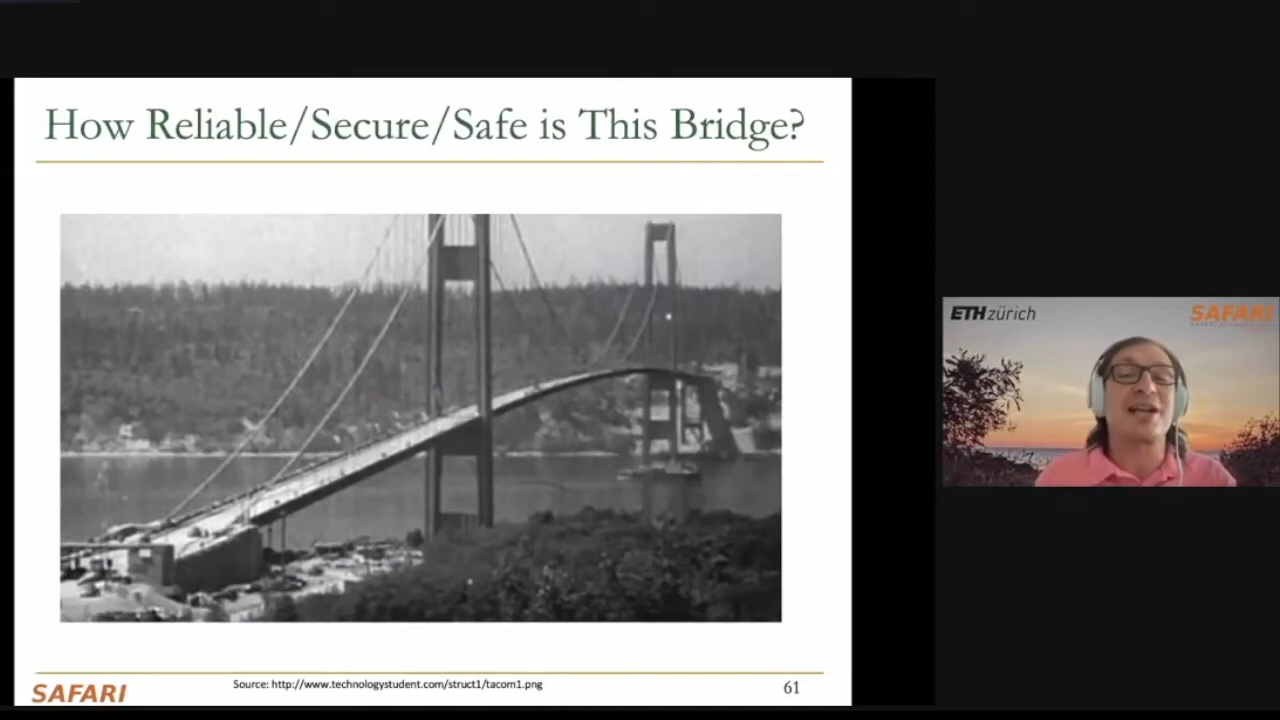 How Reliable/Secure/Safe is This Bridge?
ETH zürich
SAFARI
SAFARI
Source: http://www.technologystudent.com/struct1/tacom1.png
61